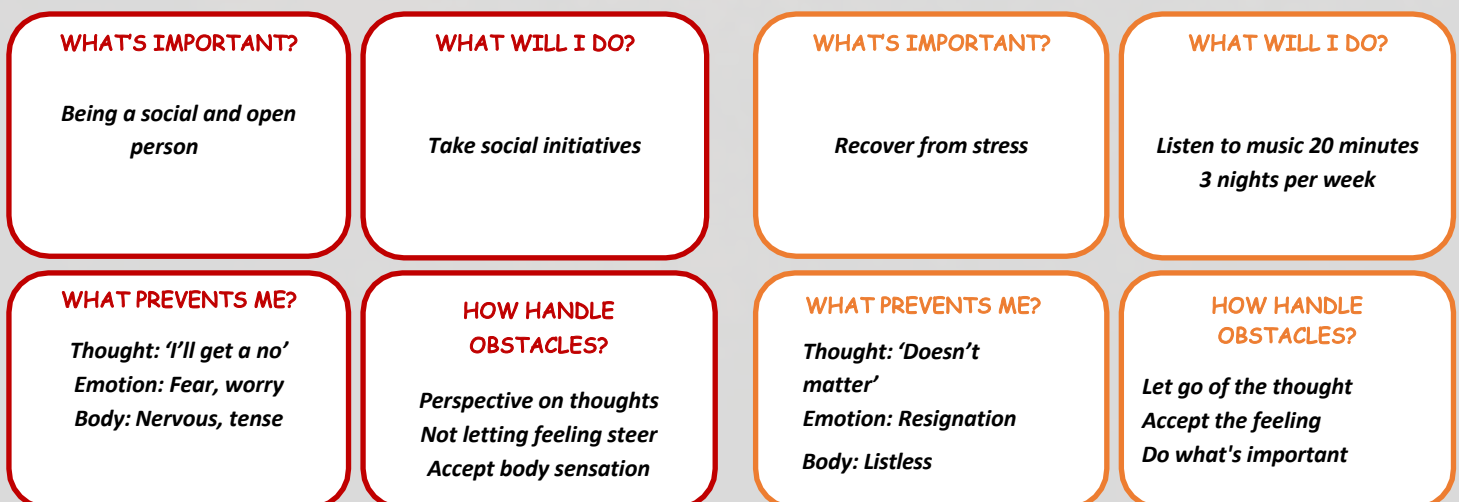 WHAT'S IMPORTANT?
Being a social and open
person
WHAT WILL I DO?
Take social initiatives
WHAT PREVENTS ME?
Thought: ‘I’ll get a no’
Emotion: Fear, worry
Body: Nervous, tense
HOW HANDLE
OBSTACLES?
Perspective on thoughts
Not letting feeling steer
Accept body sensation
WHAT'S IMPORTANT?
Recover from stress
WHAT WILL I DO?
Listen to music 20 minutes
3 nights per week
WHAT PREVENTS ME?
Thought: ‘Doesn’t
matter’
Emotion: Resignation
Body: Listless
HOW HANDLE
OBSTACLES?
Let go of the thought
Accept the feeling
Do what's important